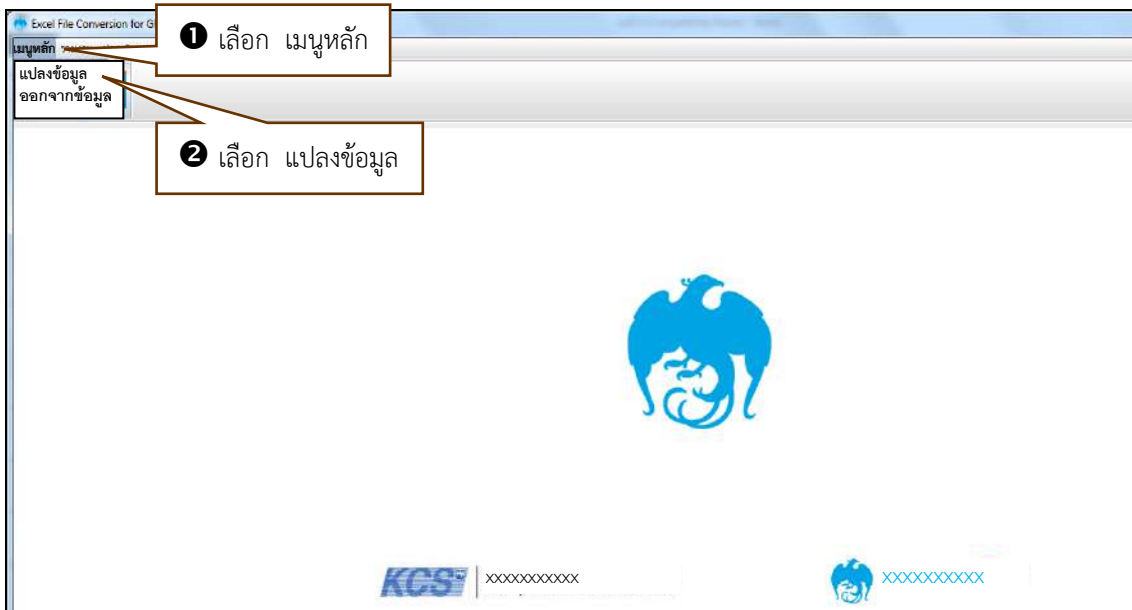 Excel File Conversion for
❶ เลือก เมนูหลัก
เมนูหลัก
แปลงข้อมูล
ออกจากข้อมูล
❷ เลือก แปลงข้อมูล
KCS
xxxxxxxxxxx
XXXXXXXXXX